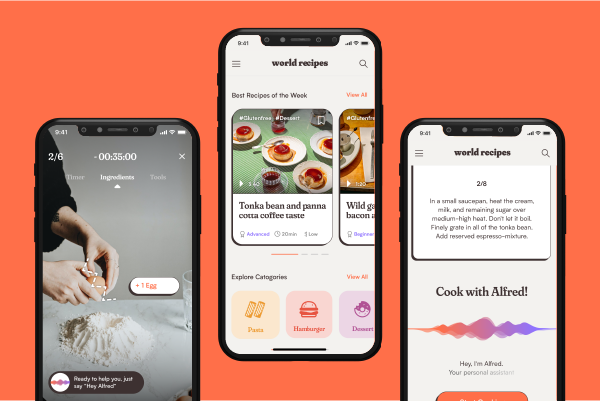 9:41
2/6
- 00:35:00
Timer
Ingredients
Tools
+ 1 Egg
Ready to help you, just
say "Hey Alfred"
9:41
world recipes
Best Recipes of the Week
View All
#Glutenfree #Dessert
3:40
Tonka bean and panna
cotta coffee taste
Advanced
20min
Low
#Glutenfre
1:20
Wild ga
bacon a
Beginner
Explore Catogories
View All
Pasta
Hamburger
Dessert
9:41
world recipes
2/8
In a small saucepan, heat the cream,
milk, and remaining sugar over
medium-high heat. Don't let it boil.
Finely grate in all of the tonka bean.
Add reserved espresso-mixture.
Cook with Alfred!
Hey, I'm Alfred.
Your personal assistant